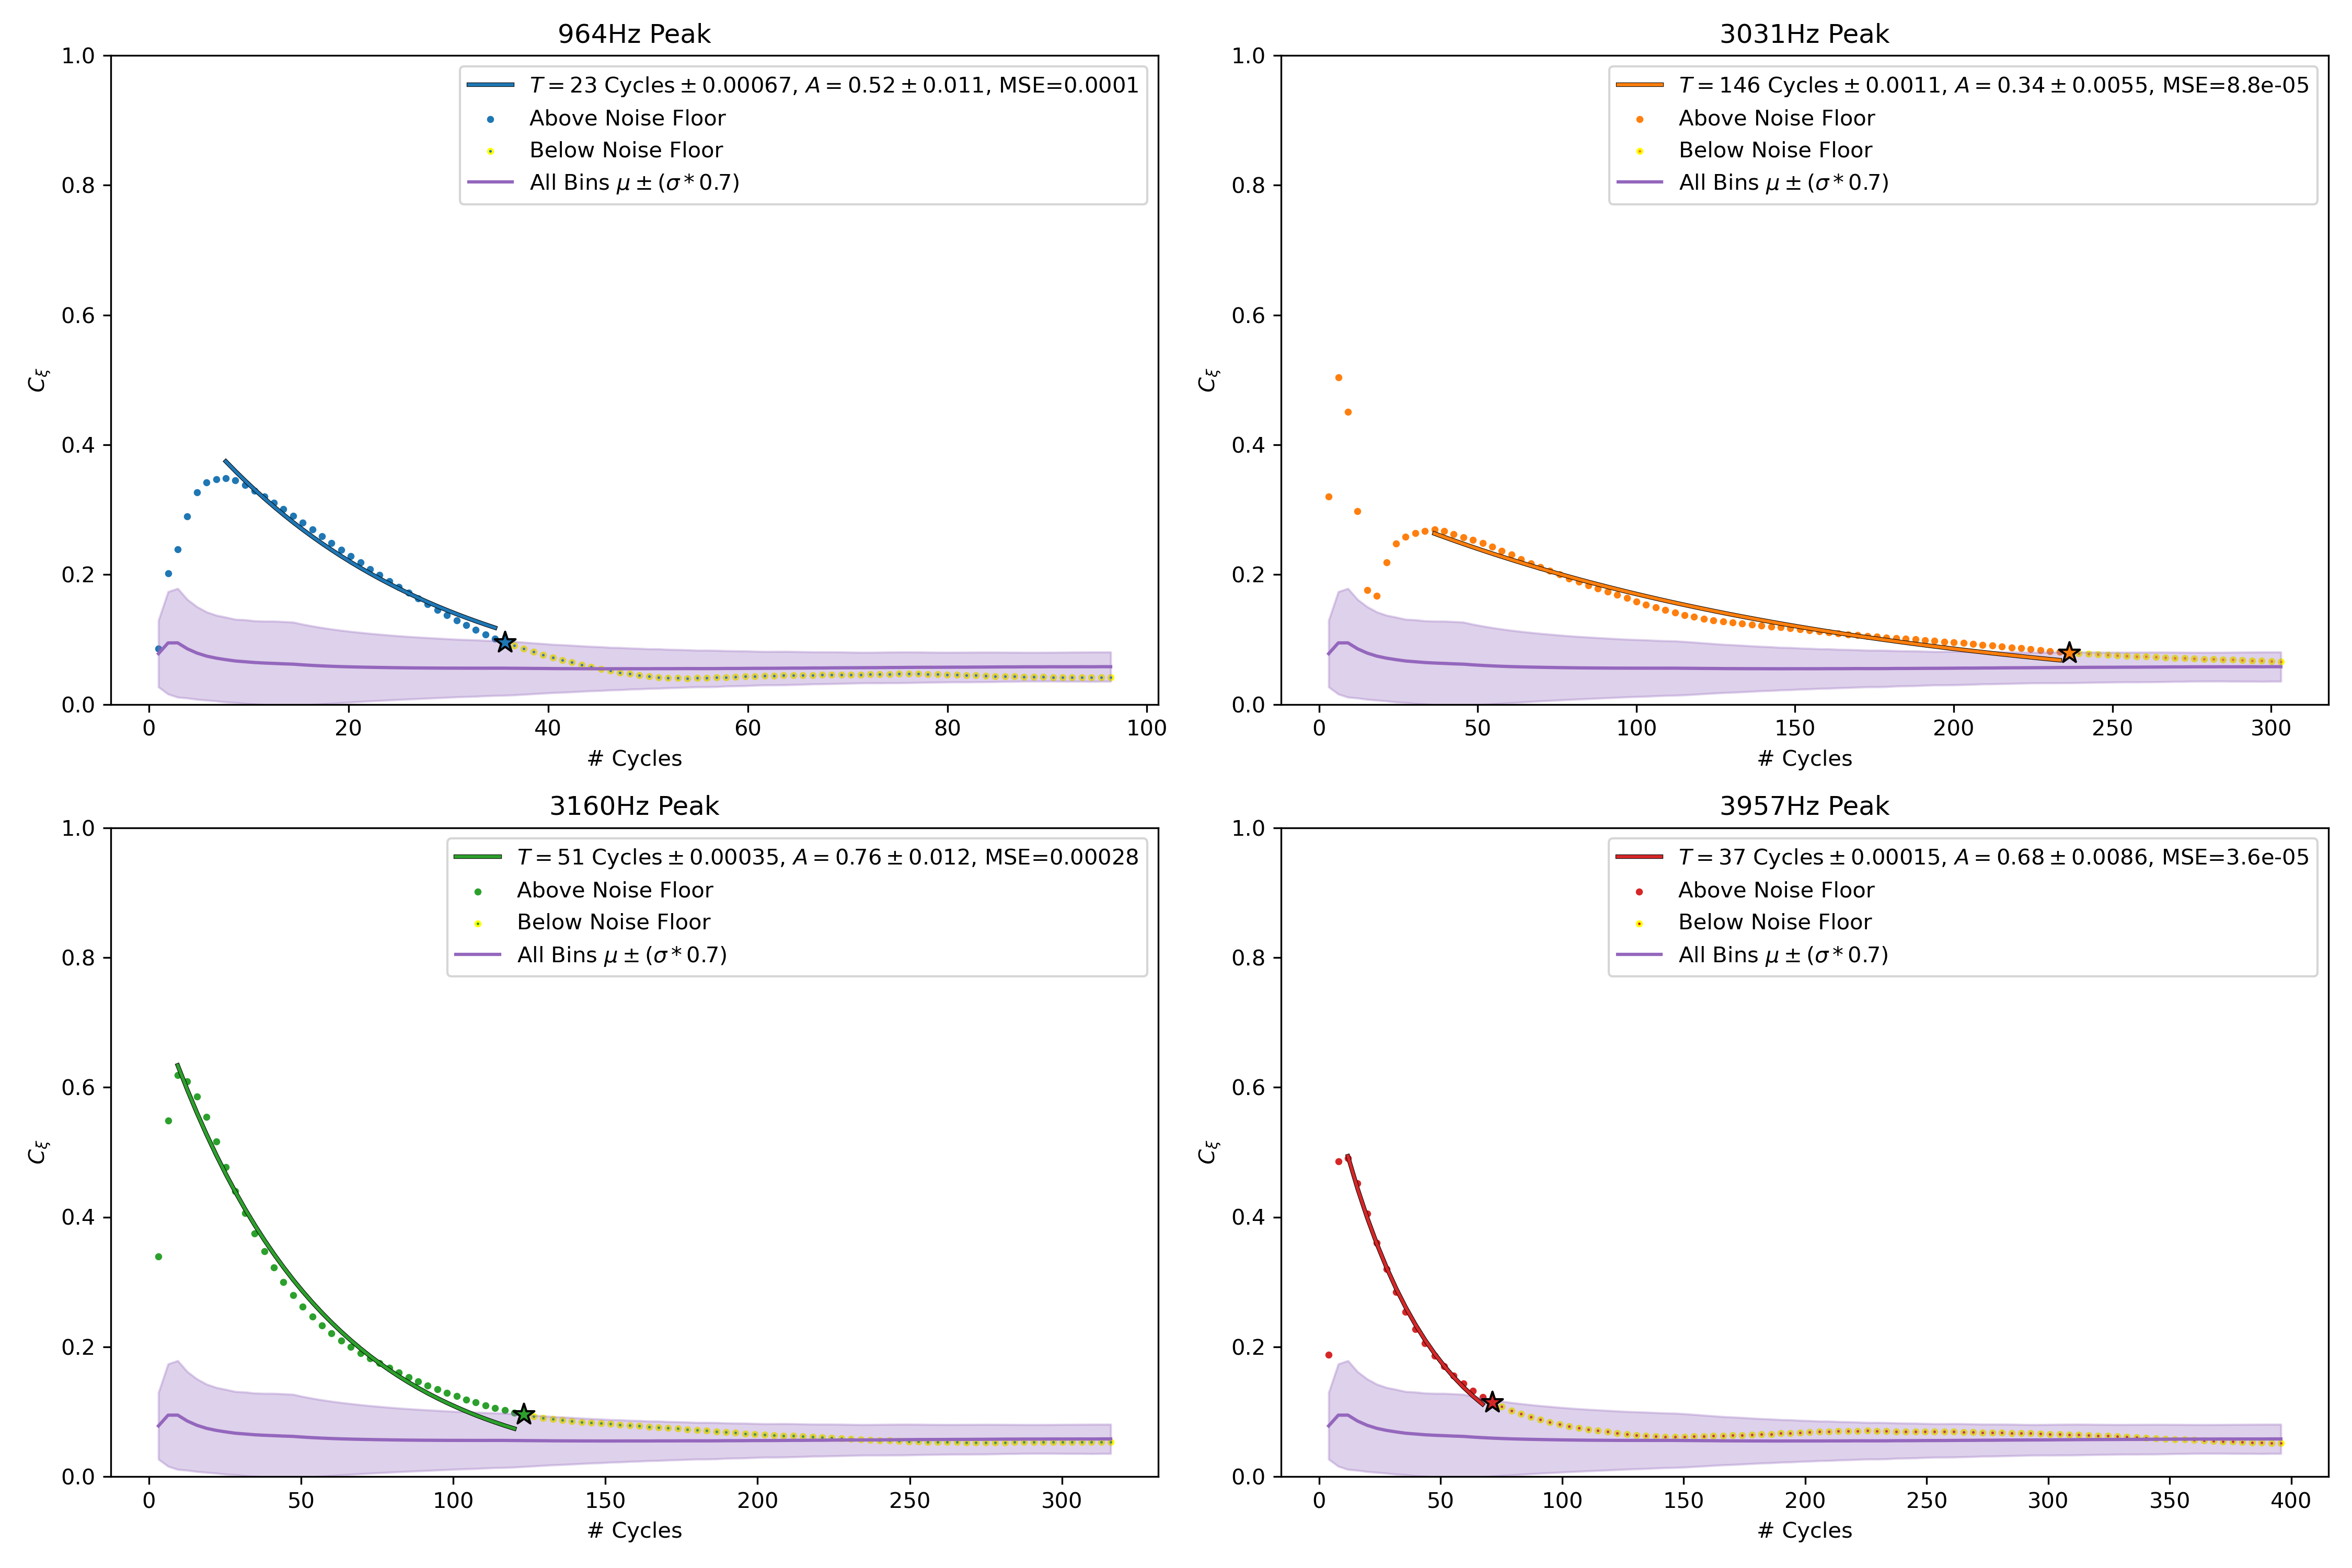 964Hz Peak
1.0
0.8
0.6
0.4
0.2
0.0
Cξ
T = 23 Cycles ± 0.00067, A = 0.52 ± 0.011, MSE=0.0001
Above Noise Floor
Below Noise Floor
All Bins μ ± (σ * 0.7)
0 20 40 60 80 100
# Cycles
3031Hz Peak
1.0
0.8
0.6
0.4
0.2
0.0
Cξ
T = 146 Cycles ± 0.0011, A = 0.34 ± 0.0055, MSE=8.8e-05
Above Noise Floor
Below Noise Floor
All Bins μ ± (σ * 0.7)
0 50 100 150 200 250 300
# Cycles
3160Hz Peak
1.0
0.8
0.6
0.4
0.2
0.0
Cξ
T = 51 Cycles ± 0.00035, A = 0.76 ± 0.012, MSE=0.00028
Above Noise Floor
Below Noise Floor
All Bins μ ± (σ * 0.7)
0 50 100 150 200 250 300
# Cycles
3957Hz Peak
1.0
0.8
0.6
0.4
0.2
0.0
Cξ
T = 37 Cycles ± 0.00015, A = 0.68 ± 0.0086, MSE=3.6e-05
Above Noise Floor
Below Noise Floor
All Bins μ ± (σ * 0.7)
0 50 100 150 200 250 300 350 400
# Cycles